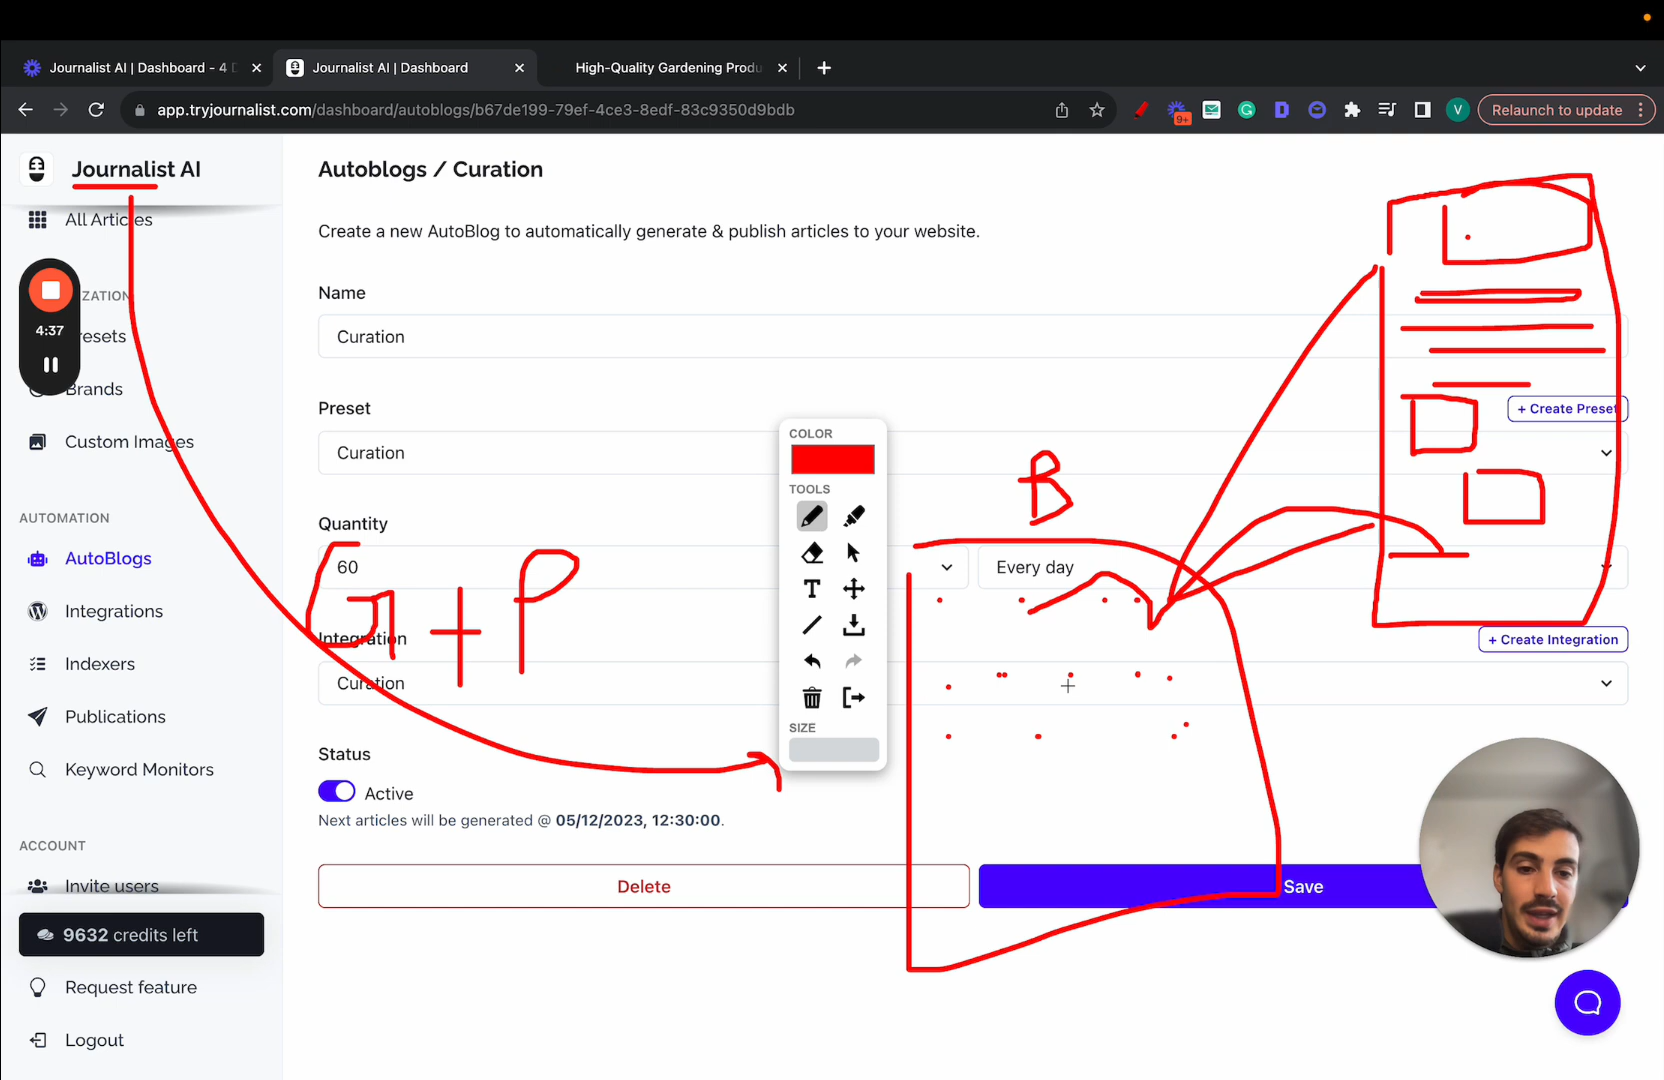 Journalist AI | Dashboard - 4 D
Journalist AI | Dashboard
High-Quality Gardening Produ
app.tryjournalist.com/dashboard/autoblogs/b67de199-79ef-4ce3-8edf-83c9350d9bdb
9+
V
Relaunch to update
Journalist AI
All Articles
ZATION
resets
Brands
Custom Images
AUTOMATION
AutoBlogs
Integrations
Indexers
Publications
Keyword Monitors
ACCOUNT
Invite users
9632 credits left
Request feature
Logout
4:37
Autoblogs / Curation
Create a new AutoBlog to automatically generate & publish articles to your website.
Name
Curation
Preset
+ Create Preset
Curation
Quantity
60
Every day
Integration
+ Create Integration
Curation
Status
Active
Next articles will be generated @ 05/12/2023, 12:30:00.
Delete
Save
COLOR
TOOLS
T
SIZE
G + P
B